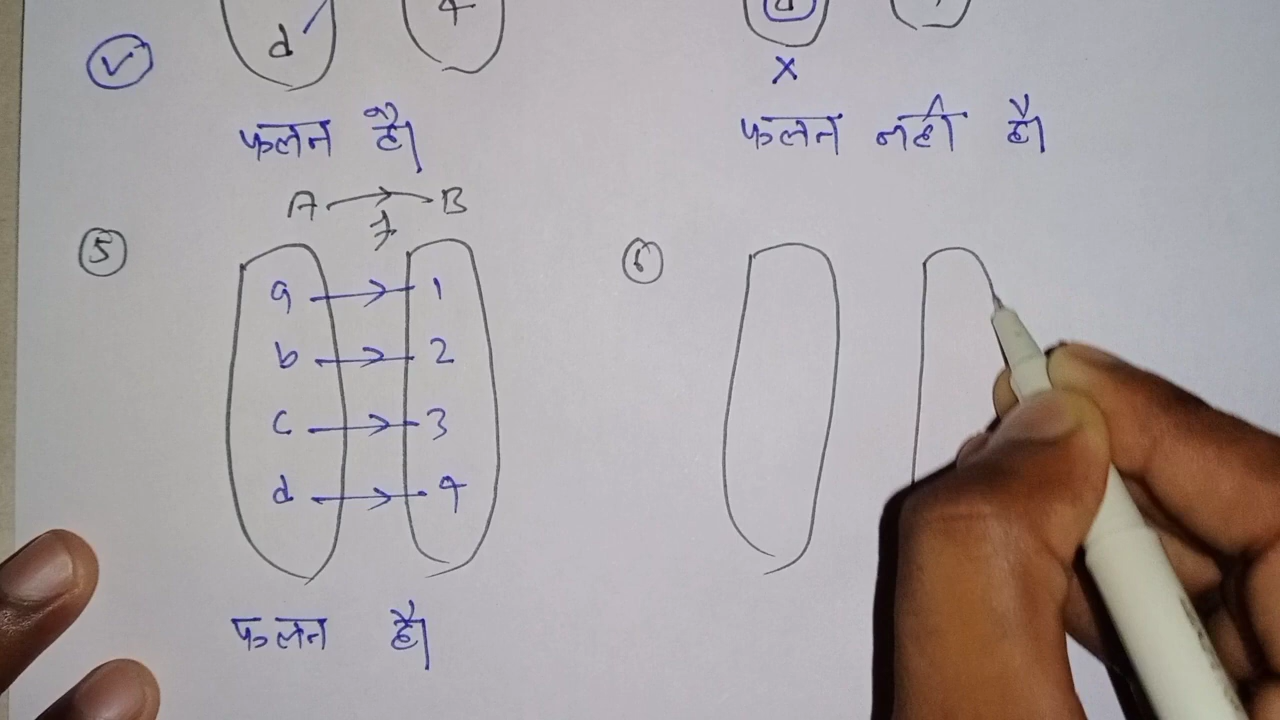 d 4
✓
x
फलन है।
फलन नही है।
A → B
f
5
a → 1
b → 2
c → 3
d → 4
फलन है।
6